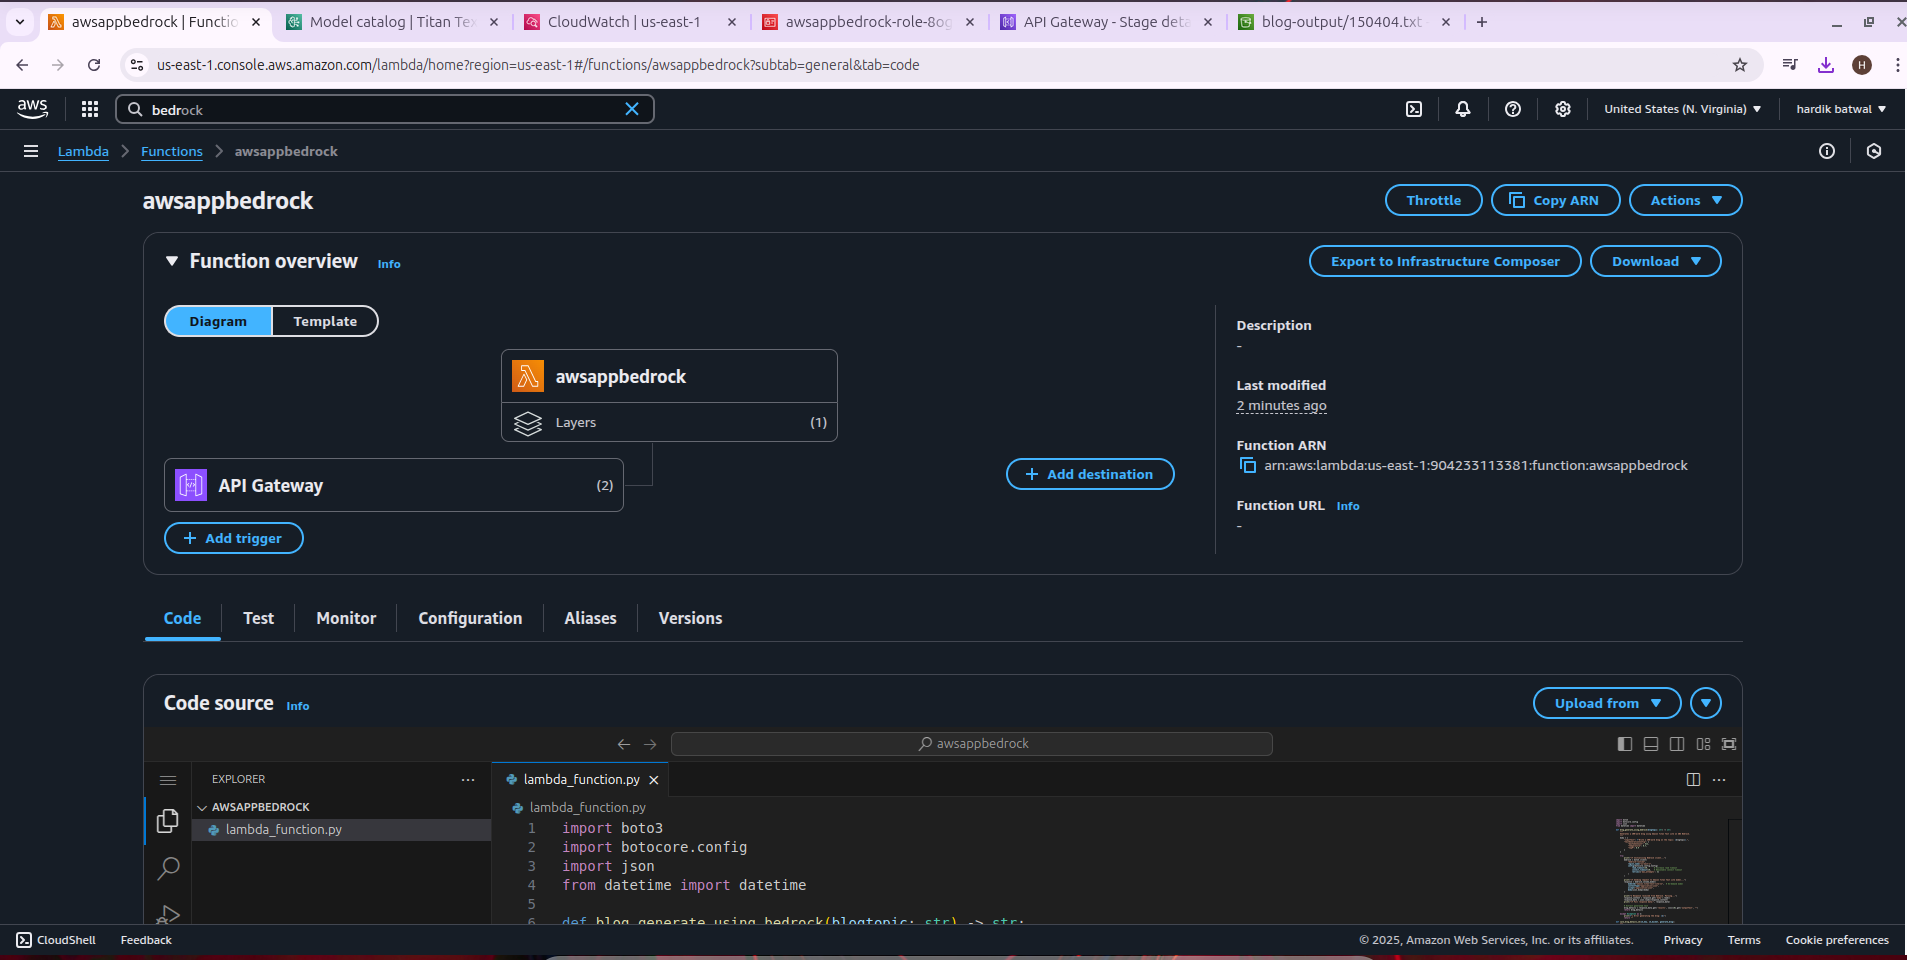 awsappbedrock | Functio
Model catalog | Titan Tex
CloudWatch | us-east-1
awsappbedrock-role-8og
API Gateway - Stage deta
blog-output/150404.txt
us-east-1.console.aws.amazon.com/lambda/home?region=us-east-1#/functions/awsappbedrock?subtab=general&tab=code
H
aws
bedrock
United States (N. Virginia)
hardik batwal
Lambda
Functions
awsappbedrock
awsappbedrock
Throttle
Copy ARN
Actions
Function overview
Info
Export to Infrastructure Composer
Download
Diagram
Template
awsappbedrock
Layers
(1)
API Gateway
(2)
+ Add destination
+ Add trigger
Description
-
Last modified
2 minutes ago
Function ARN
arn:aws:lambda:us-east-1:904233113381:function:awsappbedrock
Function URL
Info
-
Code
Test
Monitor
Configuration
Aliases
Versions
Code source
Info
Upload from
awsappbedrock
EXPLORER
AWSAPPBEDROCK
lambda_function.py
lambda_function.py
lambda_function.py
1 import boto3
2 import botocore.config
3 import json
4 from datetime import datetime
5
6 def blog_generate_using_bedrock(blogtopic: str) -> str:
CloudShell
Feedback
© 2025, Amazon Web Services, Inc. or its affiliates.
Privacy
Terms
Cookie preferences